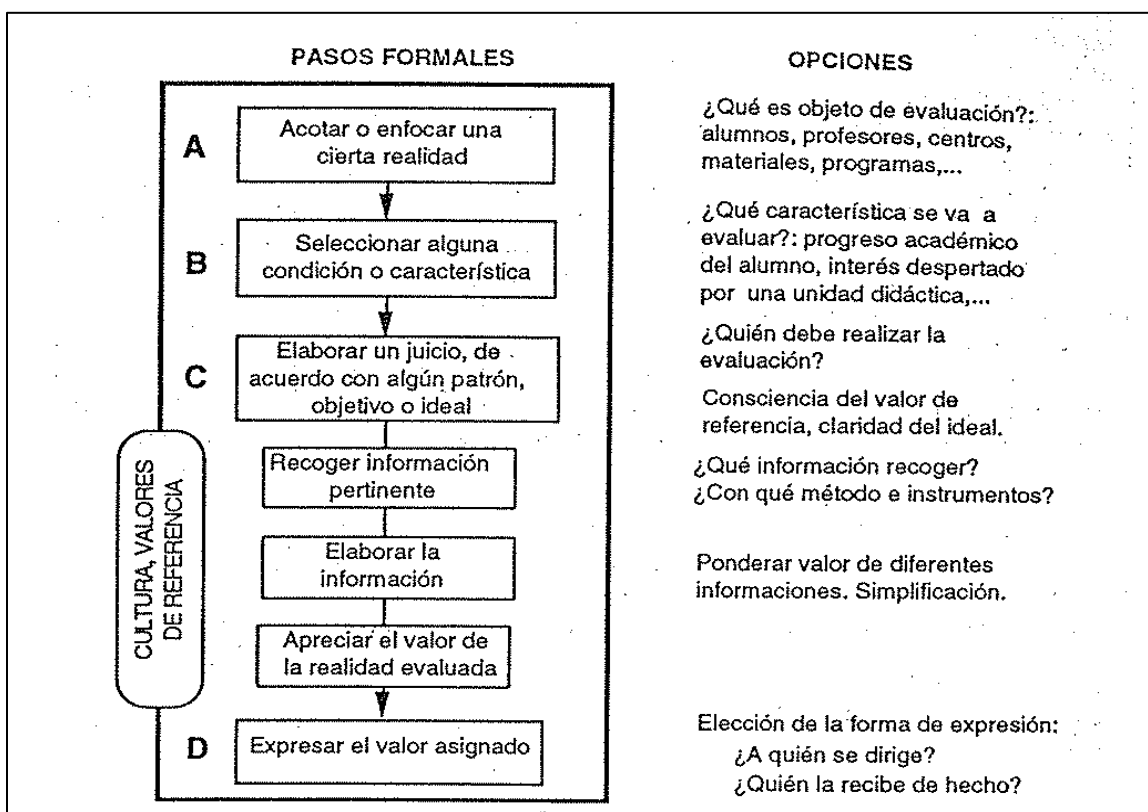 PASOS FORMALES
OPCIONES
A
Acotar o enfocar una
cierta realidad
¿Qué es objeto de evaluación?:
alumnos, profesores, centros,
materiales, programas,...
B
Seleccionar alguna
condición o característica
¿Qué característica se va a
evaluar?: progreso académico
del alumno, interés despertado
por una unidad didáctica,...
C
Elaborar un juicio, de
acuerdo con algún patrón,
objetivo o ideal
¿Quién debe realizar la
evaluación?
Consciencia del valor de
referencia, claridad del ideal.
CULTURA, VALORES
DE REFERENCIA
Recoger información
pertinente
¿Qué información recoger?
¿Con qué método e instrumentos?
Elaborar la
información
Ponderar valor de diferentes
informaciones. Simplificación.
Apreciar el valor de
la realidad evaluada
D
Expresar el valor asignado
Elección de la forma de expresión:
¿A quién se dirige?
¿Quién la recibe de hecho?